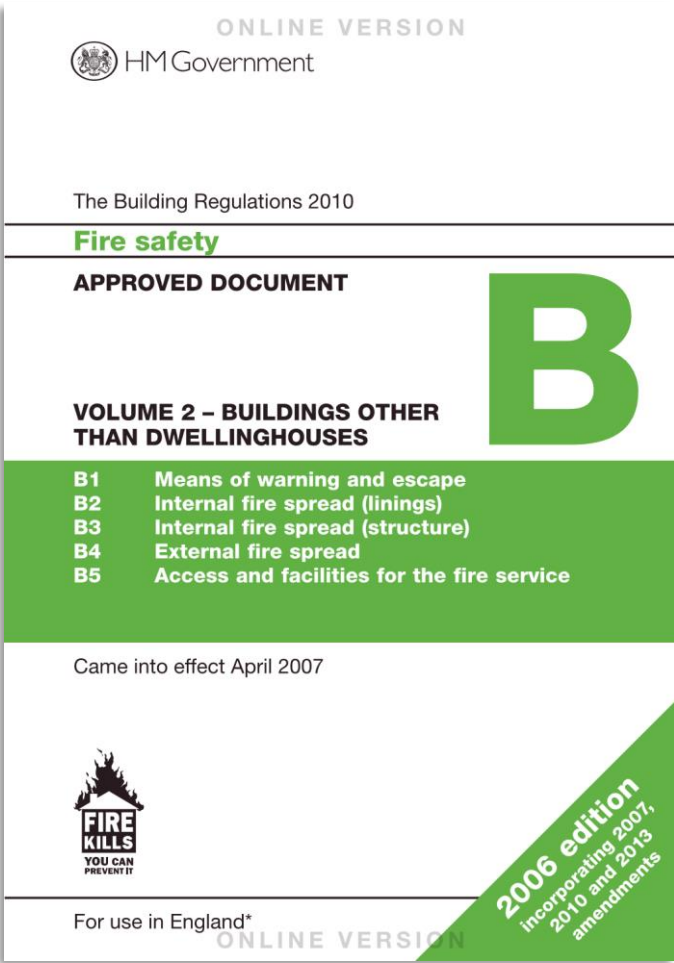 ONLINE VERSION
HM Government
The Building Regulations 2010
Fire safety
APPROVED DOCUMENT
B
VOLUME 2 – BUILDINGS OTHER
THAN DWELLINGHOUSES
B1 Means of warning and escape
B2 Internal fire spread (linings)
B3 Internal fire spread (structure)
B4 External fire spread
B5 Access and facilities for the fire service
Came into effect April 2007
FIRE
KILLS
YOU CAN
PREVENT IT
2006 edition
incorporating 2007,
2010 and 2013
amendments
For use in England*
ONLINE VERSION